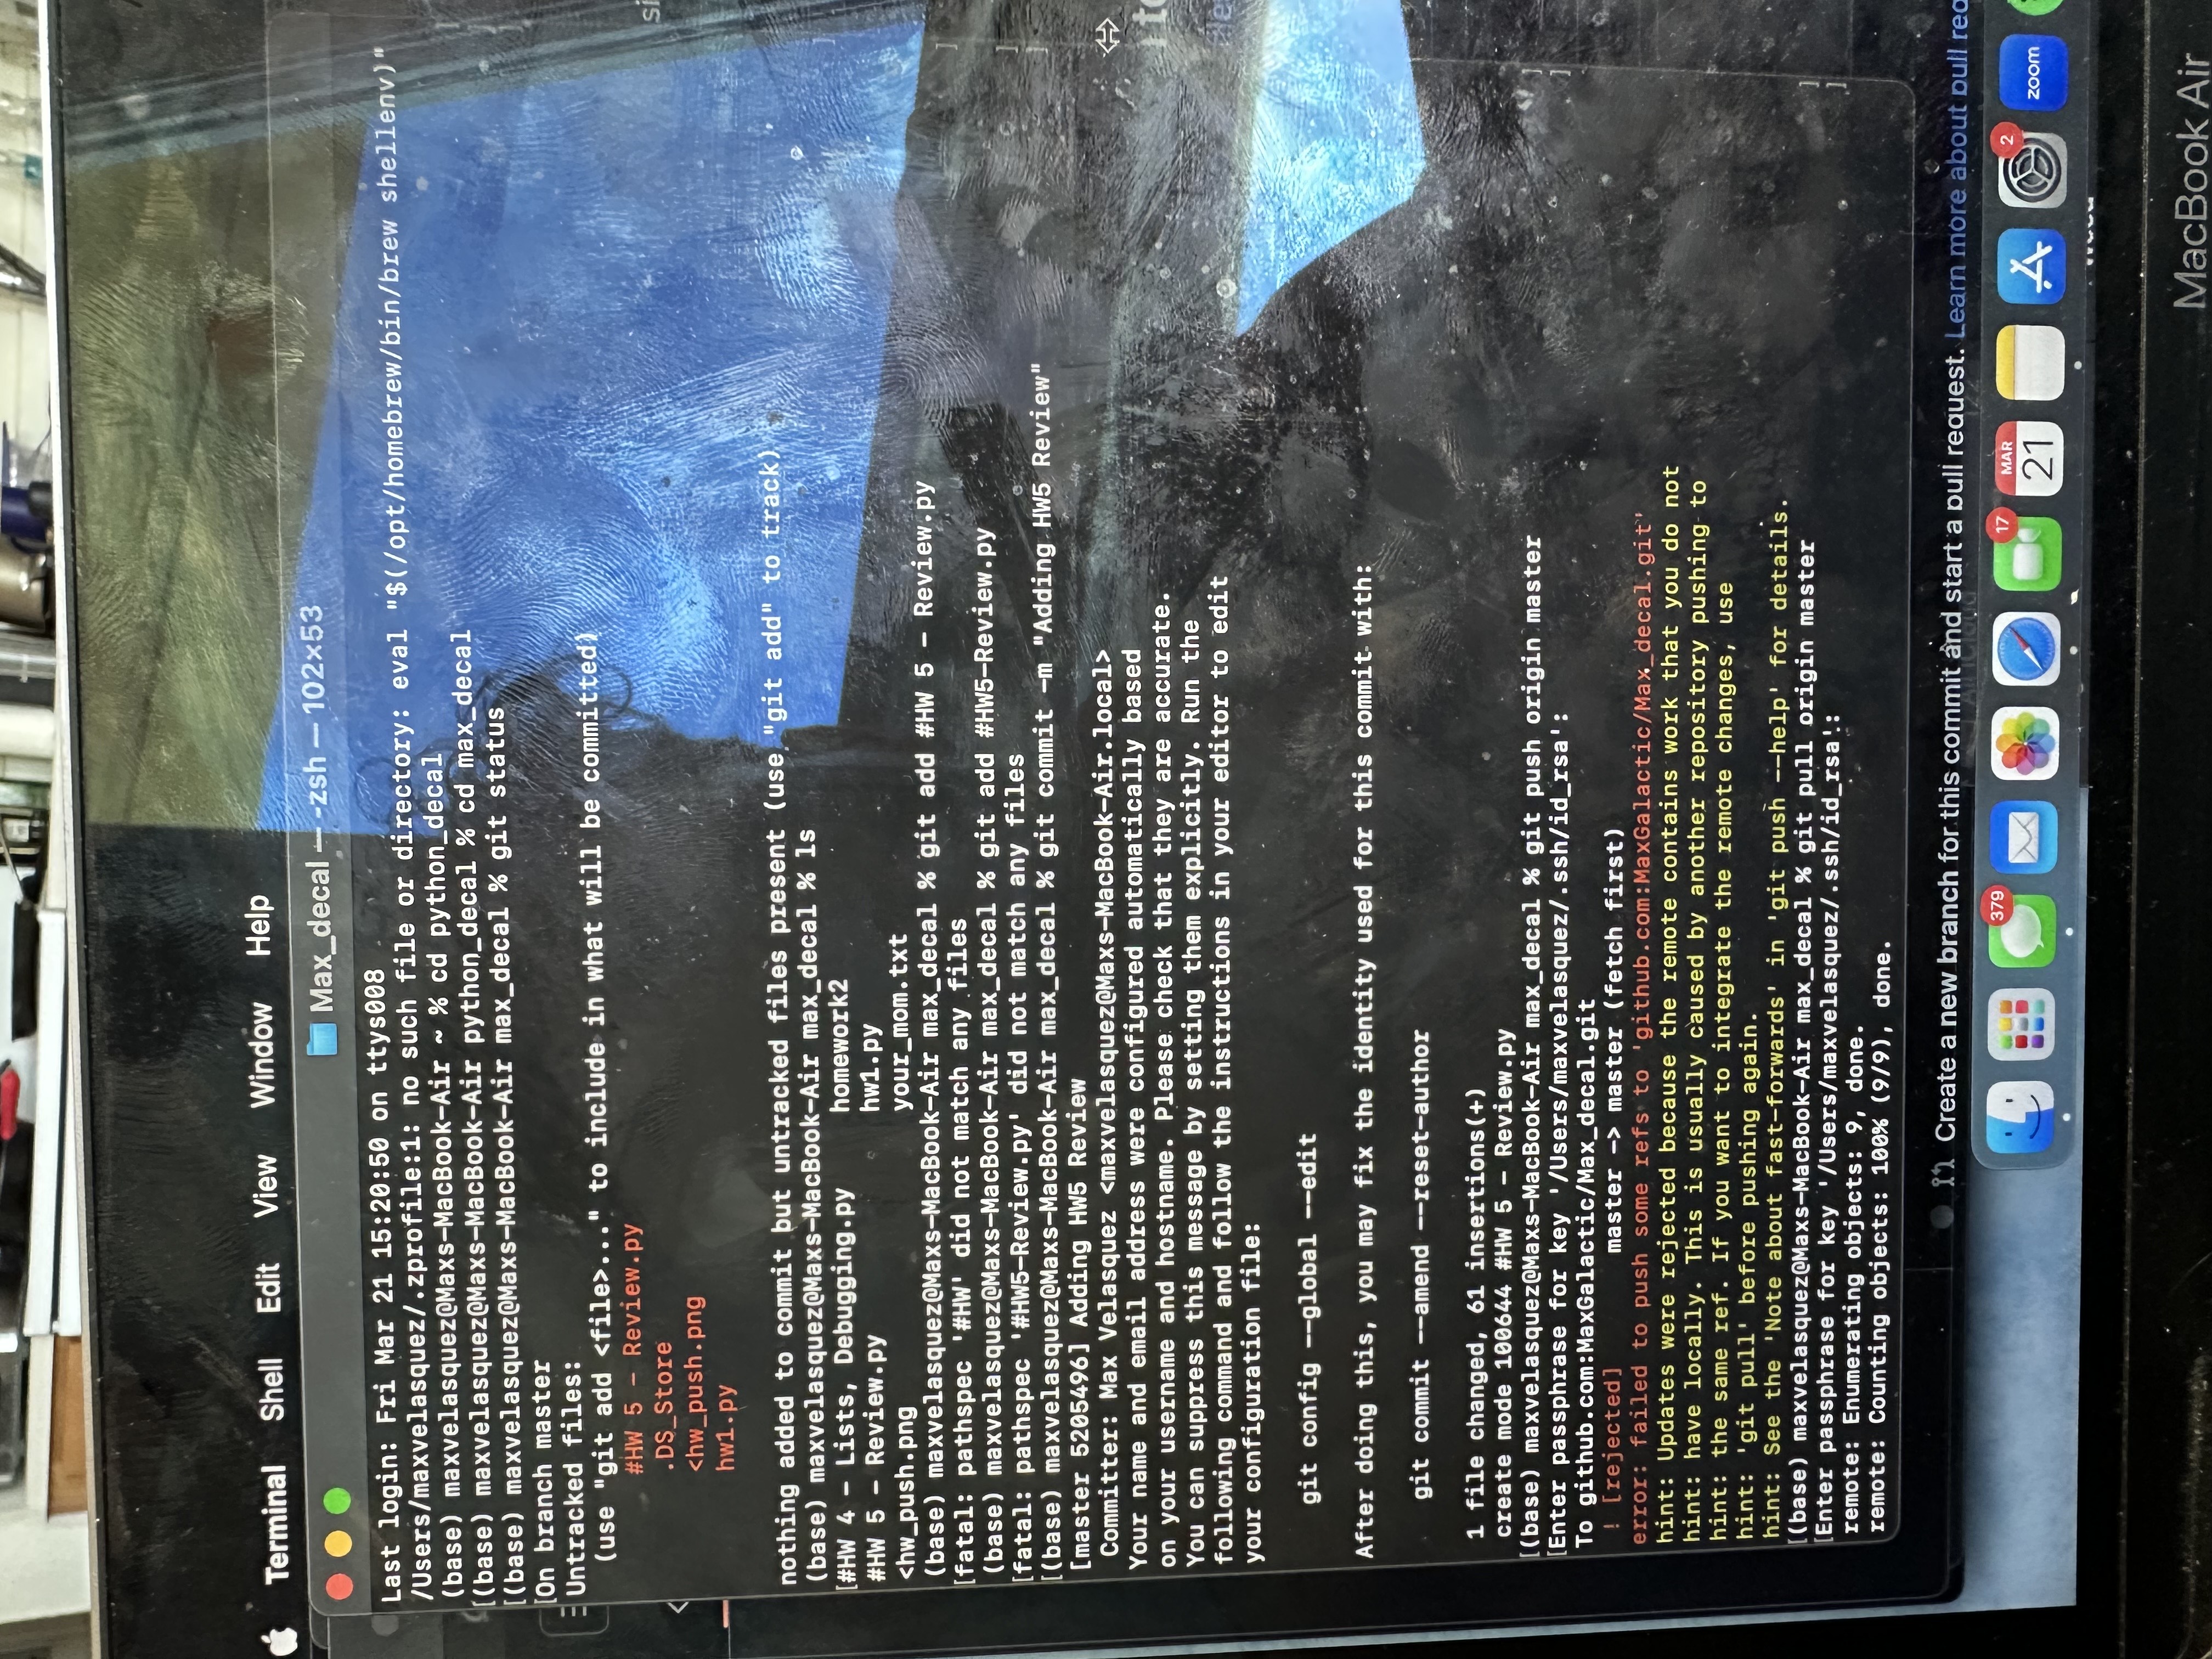 Terminal Shell Edit View Window Help
Max_decal — -zsh — 102×53
Last login: Fri Mar 21 15:20:50 on ttys008
/Users/maxvelasquez/.zprofile:1: no such file or directory: eval "$(/opt/homebrew/bin/brew shellenv)"
(base) maxvelasquez@Maxs-MacBook-Air ~ % cd python_decal
[(base) maxvelasquez@Maxs-MacBook-Air python_decal % cd max_decal
[(base) maxvelasquez@Maxs-MacBook-Air max_decal % git status
[On branch master
Untracked files:
(use "git add <file>..." to include in what will be committed)
#HW 5 - Review.py
.DS_Store
<hw_push.png
hw1.py
nothing added to commit but untracked files present (use "git add" to track)
(base) maxvelasquez@Maxs-MacBook-Air max_decal % ls
[#HW 4 - Lists, Debugging.py homework2
#HW 5 - Review.py hw1.py
<hw_push.png your_mom.txt
(base) maxvelasquez@Maxs-MacBook-Air max_decal % git add #HW 5 - Review.py
[fatal: pathspec '#HW' did not match any files
(base) maxvelasquez@Maxs-MacBook-Air max_decal % git add #HW5-Review.py
[fatal: pathspec '#HW5-Review.py' did not match any files
[(base) maxvelasquez@Maxs-MacBook-Air max_decal % git commit -m "Adding HW5 Review"
[master 5205496] Adding HW5 Review
Committer: Max Velasquez <maxvelasquez@Maxs-MacBook-Air.local>
Your name and email address were configured automatically based
on your username and hostname. Please check that they are accurate.
You can suppress this message by setting them explicitly. Run the
following command and follow the instructions in your editor to edit
your configuration file:
git config --global --edit
After doing this, you may fix the identity used for this commit with:
git commit --amend --reset-author
1 file changed, 61 insertions(+)
create mode 100644 #HW 5 - Review.py
[(base) maxvelasquez@Maxs-MacBook-Air max_decal % git push origin master
[Enter passphrase for key '/Users/maxvelasquez/.ssh/id_rsa':
To github.com:MaxGalactic/Max_decal.git
! [rejected] master -> master (fetch first)
error: failed to push some refs to 'github.com:MaxGalactic/Max_decal.git'
hint: Updates were rejected because the remote contains work that you do not
hint: have locally. This is usually caused by another repository pushing to
hint: the same ref. If you want to integrate the remote changes, use
hint: 'git pull' before pushing again.
hint: See the 'Note about fast-forwards' in 'git push --help' for details.
[(base) maxvelasquez@Maxs-MacBook-Air max_decal % git pull origin master
[Enter passphrase for key '/Users/maxvelasquez/.ssh/id_rsa':
remote: Enumerating objects: 9, done.
remote: Counting objects: 100% (9/9), done.
Create a new branch for this commit and start a pull request. Learn more about pull req
379
17
MAR
21
2
zoom
MacBook Air